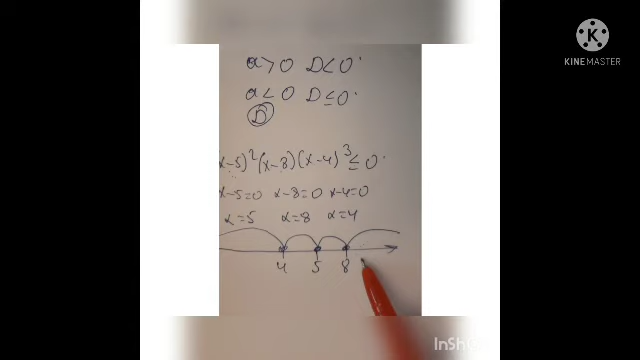 a > 0 D < 0
a < 0 D ≤ 0
D
x-5)² (x-8)(x-4)³ ≤ 0
x-5=0 x-8=0 x-4=0
x=5 x=8 x=4
4 5 8
K
KINEMASTER
InSh